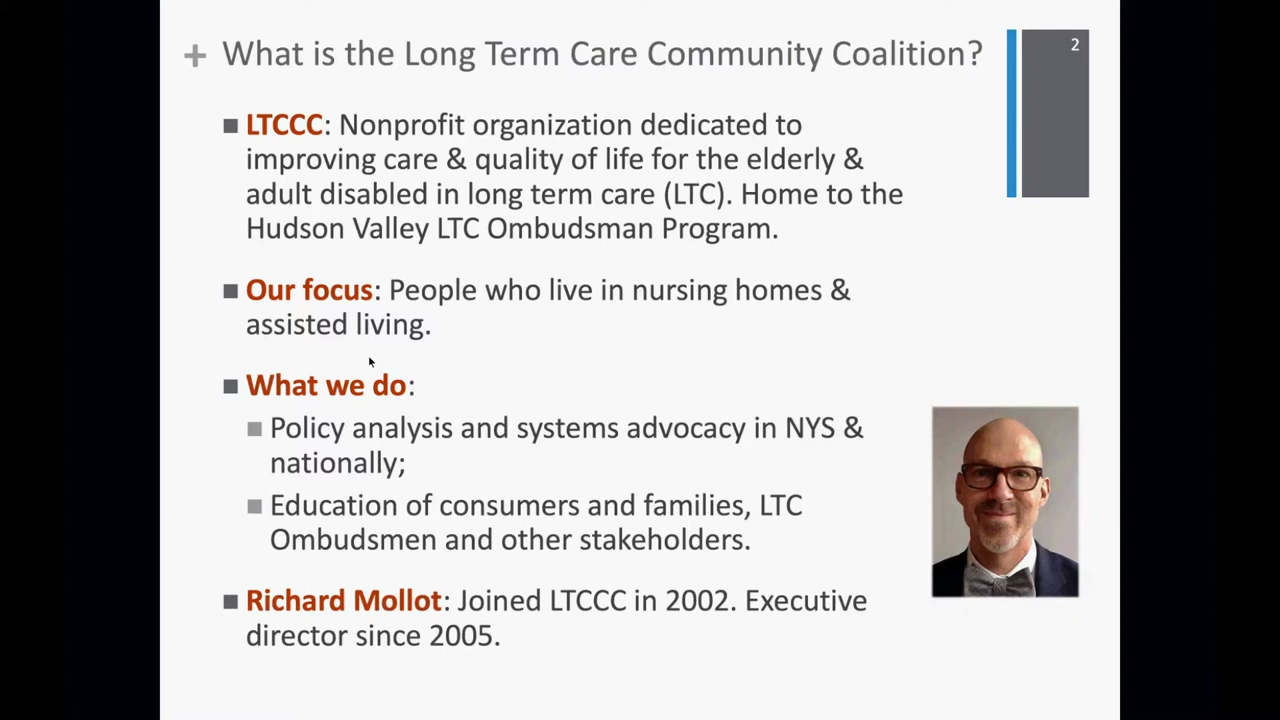 + What is the Long Term Care Community Coalition?
2
■ LTCCC: Nonprofit organization dedicated to
improving care & quality of life for the elderly &
adult disabled in long term care (LTC). Home to the
Hudson Valley LTC Ombudsman Program.
■ Our focus: People who live in nursing homes &
assisted living.
■ What we do:
■ Policy analysis and systems advocacy in NYS &
nationally;
■ Education of consumers and families, LTC
Ombudsmen and other stakeholders.
■ Richard Mollot: Joined LTCCC in 2002. Executive
director since 2005.